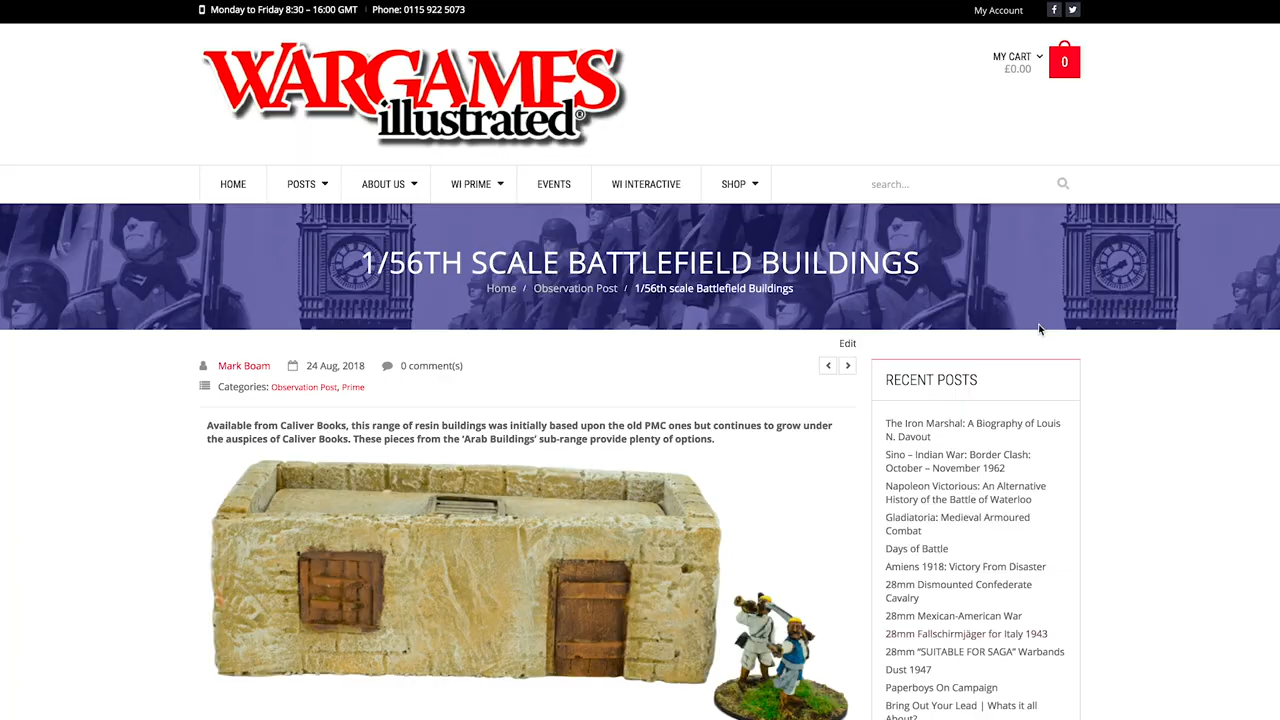 Monday to Friday 8:30 – 16:00 GMT Phone: 0115 922 5073
My Account
WARGAMES
illustrated®
MY CART
£0.00
0
HOME POSTS ABOUT US WI PRIME EVENTS WI INTERACTIVE SHOP search...
1/56TH SCALE BATTLEFIELD BUILDINGS
Home / Observation Post / 1/56th scale Battlefield Buildings
Edit
Mark Boam 24 Aug, 2018 0 comment(s)
Categories: Observation Post, Prime
Available from Caliver Books, this range of resin buildings was initially based upon the old PMC ones but continues to grow under
the auspices of Caliver Books. These pieces from the ‘Arab Buildings’ sub-range provide plenty of options.
RECENT POSTS
The Iron Marshal: A Biography of Louis
N. Davout
Sino – Indian War: Border Clash:
October – November 1962
Napoleon Victorious: An Alternative
History of the Battle of Waterloo
Gladiatoria: Medieval Armoured
Combat
Days of Battle
Amiens 1918: Victory From Disaster
28mm Dismounted Confederate
Cavalry
28mm Mexican-American War
28mm Fallschirmjäger for Italy 1943
28mm “SUITABLE FOR SAGA” Warbands
Dust 1947
Paperboys On Campaign
Bring Out Your Lead | Whats it all
About?